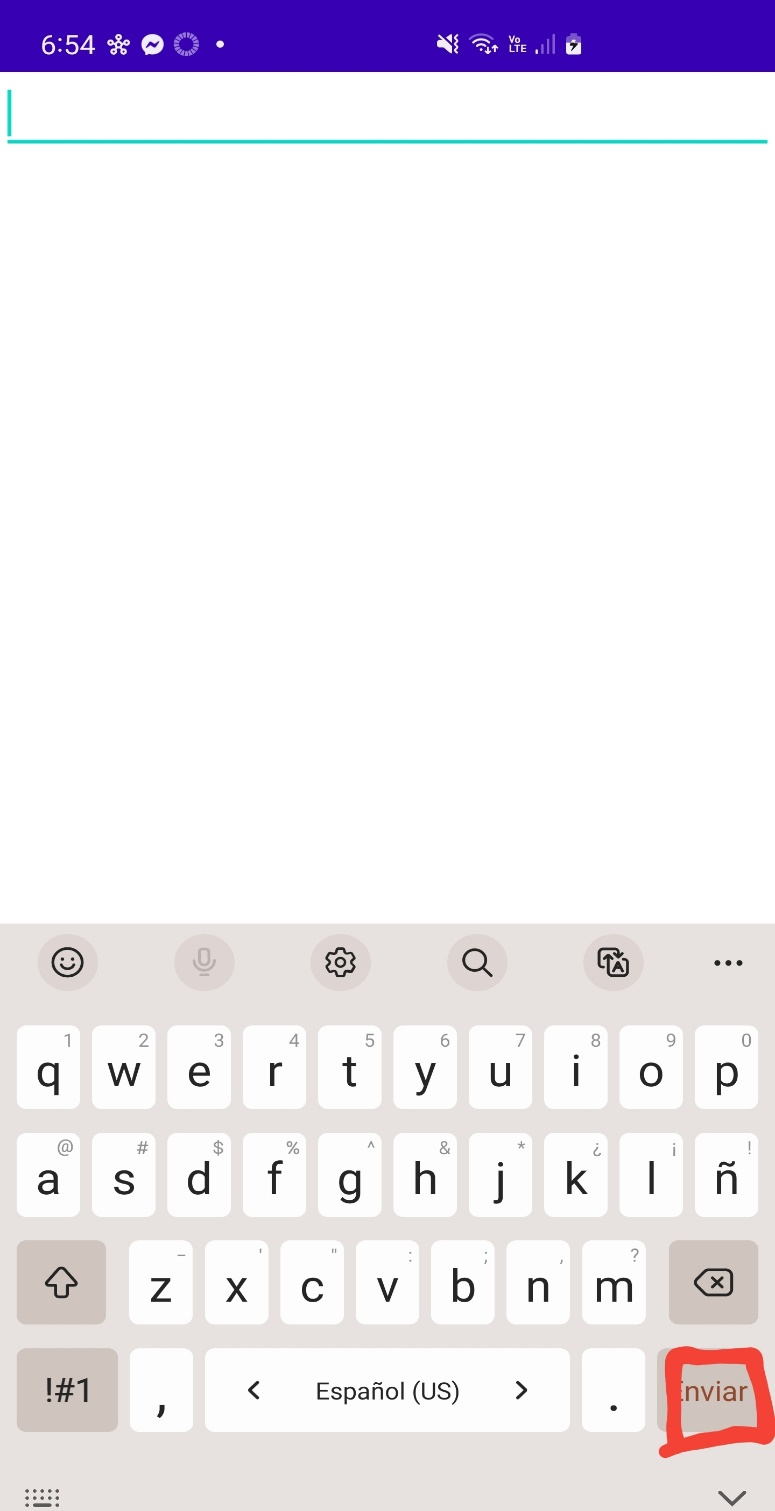 6:54 Vo LTE
1 2 3 4 5 6 7 8 9 0
q w e r t y u i o p
@ # $ % ^ & * ¿ ¡ !
a s d f g h j k l ñ
- ' " : ; , ?
z x c v b n m
!#1 , < Español (US) > . Enviar